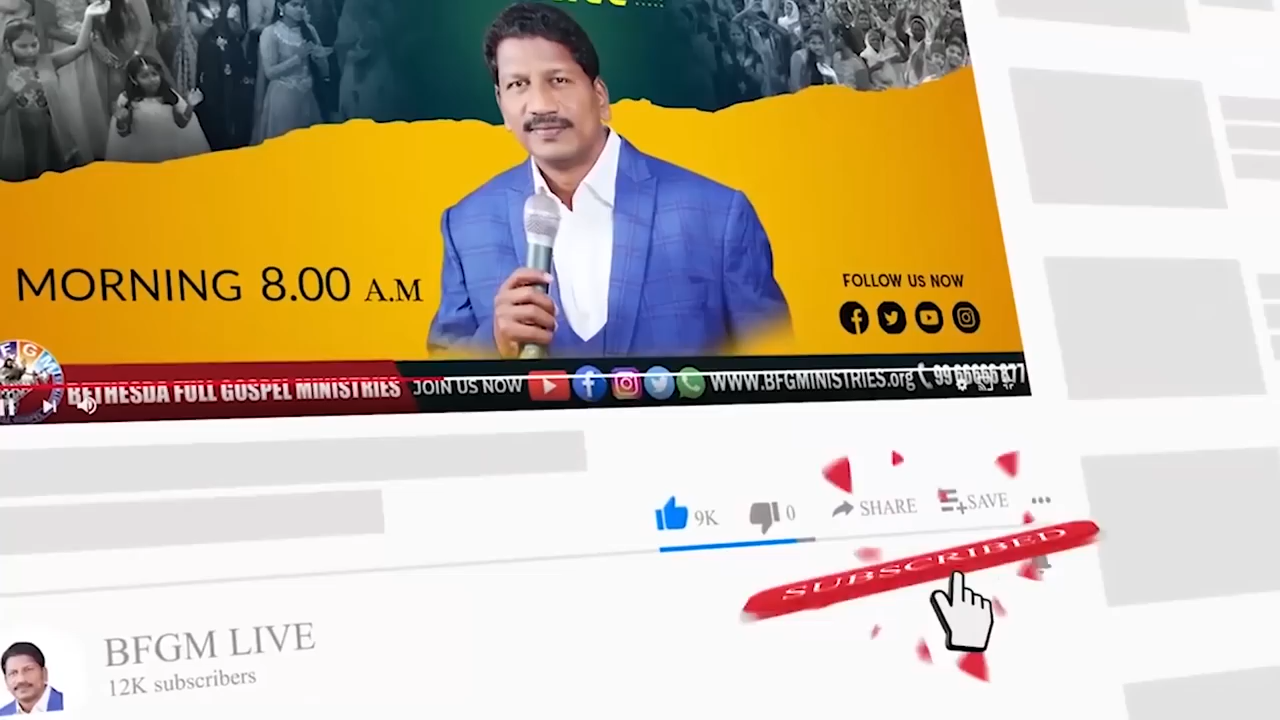 MORNING 8.00 A.M
FOLLOW US NOW
BETHESDA FULL GOSPEL MINISTRIES JOIN US NOW WWW.BFGMINISTRIES.org
9K 0 SHARE SAVE
SUBSCRIBED
BFGM LIVE
12K subscribers